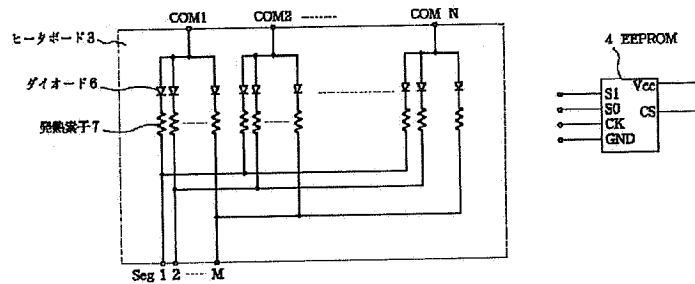 COM1 COM2 COM N
ヒータボード3
4 EEPROM
ダイオード6
Vcc
S1
S0
CS
CK
GND
発熱素子7
Seg 1 2 M